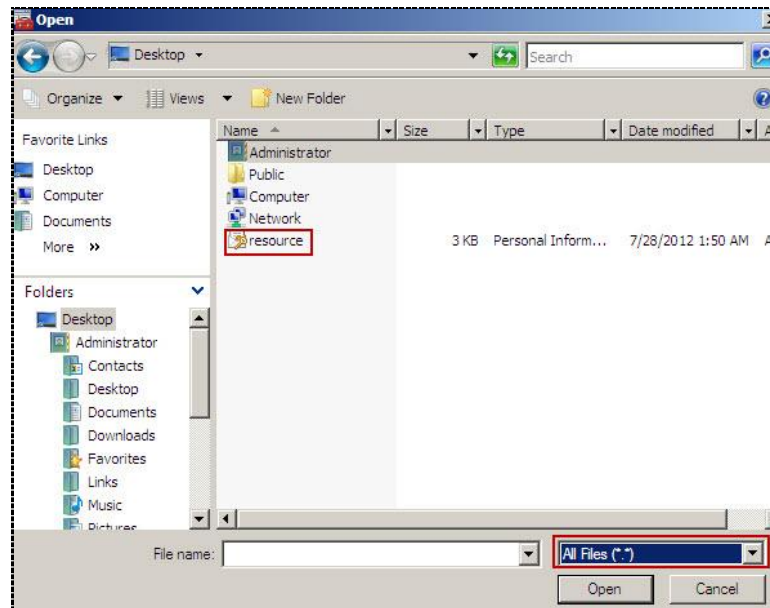 Open
Desktop
Search
Organize Views New Folder
Favorite Links
Desktop
Computer
Documents
More »
Folders
Desktop
Administrator
Contacts
Desktop
Documents
Downloads
Favorites
Links
Music
Pictures
Name Size Type Date modified A
Administrator
Public
Computer
Network
resource 3 KB Personal Inform... 7/28/2012 1:50 AM A
File name: All Files (*.*)
Open Cancel